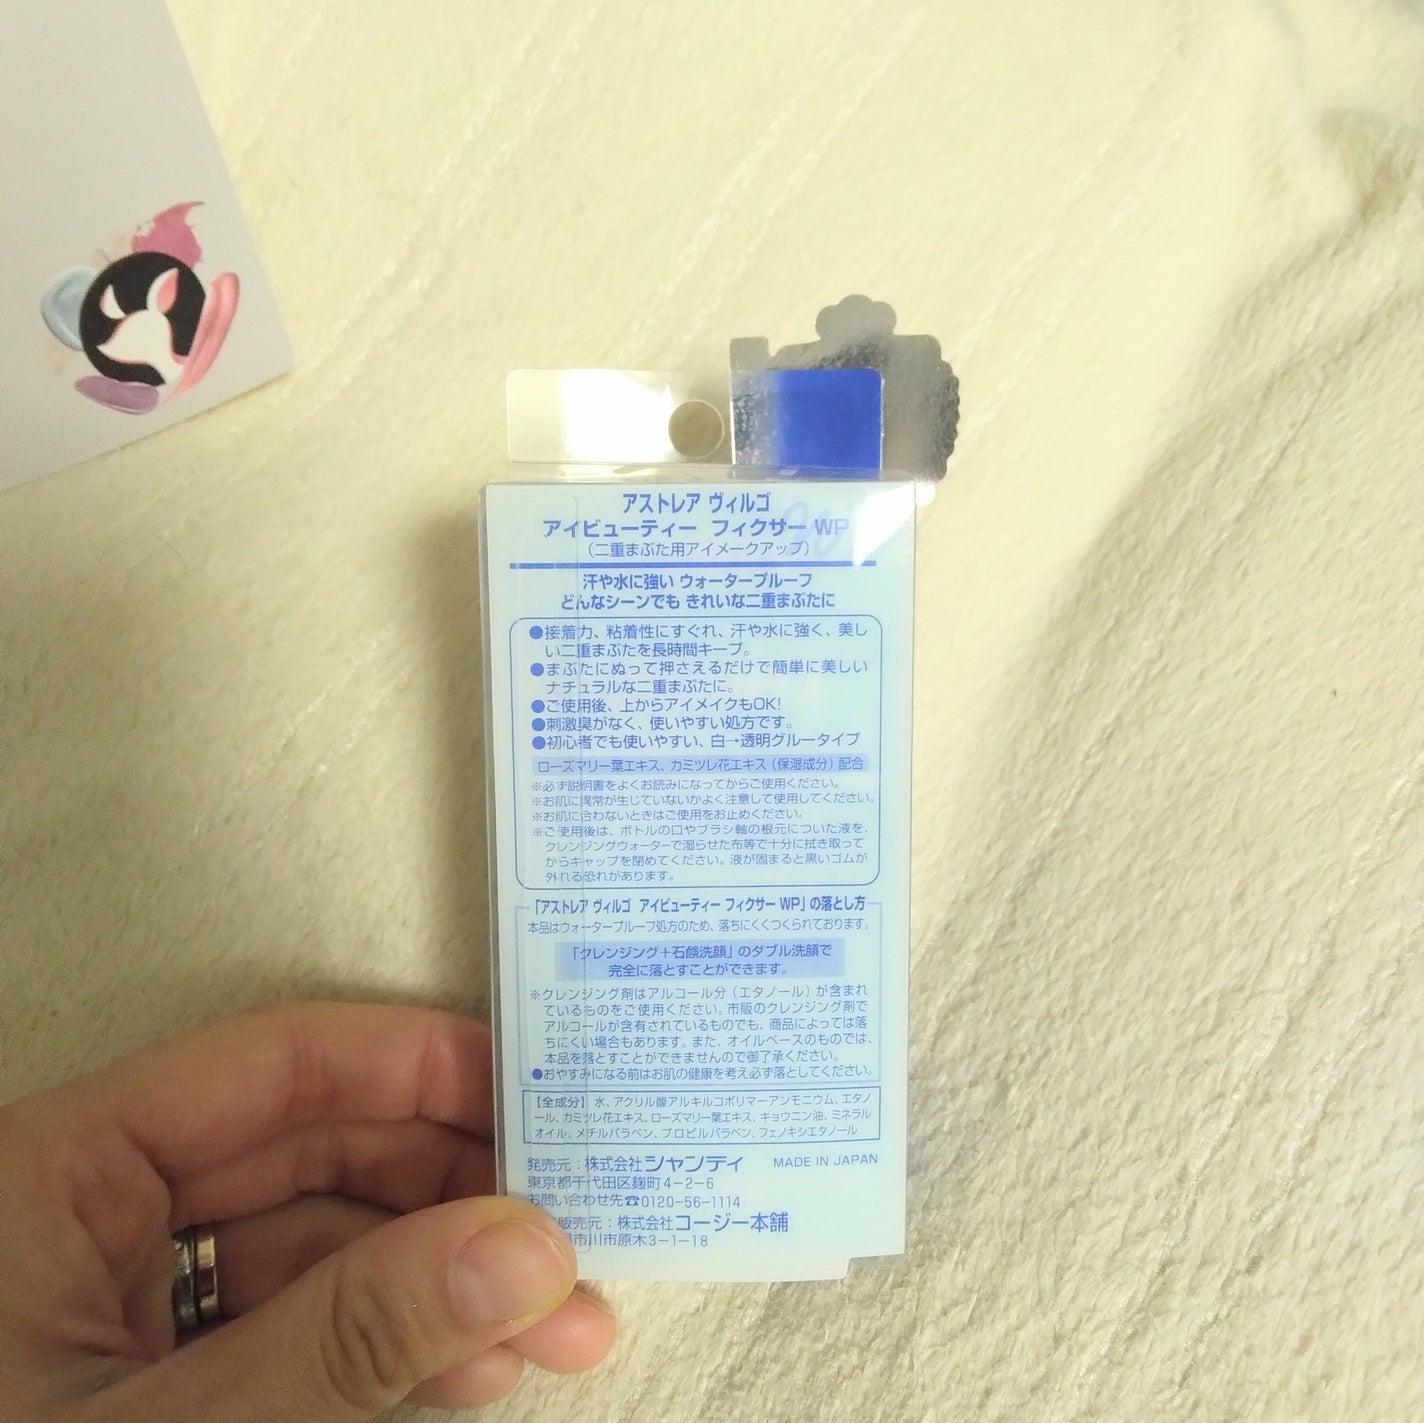 アストレア ヴィルゴ
アイビューティー フィクサー WP
（二重まぶた用アイメークアップ）
汗や水に強い ウォータープルーフ
どんなシーンでも きれいな二重まぶたに
●接着力、粘着性にすぐれ、汗や水に強く、美し
い二重まぶたを長時間キープ。
●まぶたにぬって押さえるだけで簡単に美しい
ナチュラルな二重まぶたに。
●ご使用後、上からアイメイクもOK!
●刺激臭がなく、使いやすい処方です。
●初心者でも使いやすい、白→透明グルータイプ
ローズマリー葉エキス、カミツレ花エキス（保湿成分）配合
※必ず説明書をよくお読みになってからご使用ください。
※お肌に異常が生じていないかよく注意して使用してください。
※お肌に合わないときはご使用をお止めください。
※ご使用後は、ボトルの口やブラシ軸の根元についた液を、
クレンジングウォーターで湿らせた布等で十分に拭き取って
からキャップを閉めてください。液が固まると黒いゴムが
外れる恐れがあります。
「アストレア ヴィルゴ アイビューティー フィクサー WP」の落とし方
本品はウォータープルーフ処方のため、落ちにくくつくられております。
「クレンジング＋石鹸洗顔」のダブル洗顔で
完全に落とすことができます。
※クレンジング剤はアルコール分（エタノール）が含まれ
ているものをご使用ください。市販のクレンジング剤で
アルコールが含有されているものでも、商品によっては落
ちにくい場合もあります。また、オイルベースのものでは、
本品を落とすことができませんので御了承ください。
●おやすみになる前はお肌の健康を考え必ず落としてください。
【全成分】水、アクリル酸アルキルコポリマーアンモニウム、エタノ
ール、カミツレ花エキス、ローズマリー葉エキス、キョウニン油、ミネラル
オイル、メチルパラベン、プロピルパラベン、フェノキシエタノール
発売元：株式会社シャンティ MADE IN JAPAN
東京都千代田区麹町4-2-6
お問い合わせ先☎0120-56-1114
販売元：株式会社コージー本舗
市川市原木3-1-18